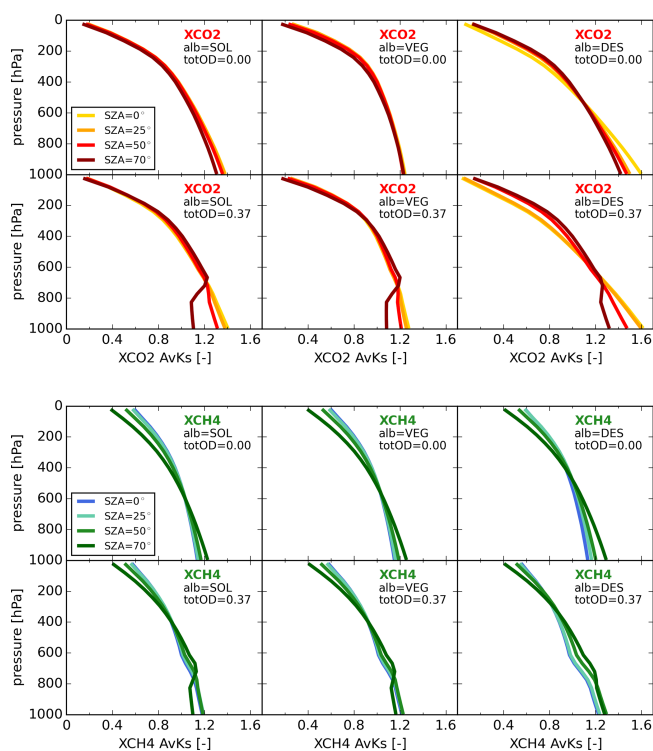 0
200
400
600
800
1000
pressure [hPa]
XCO2
alb=SOL
totOD=0.00
SZA=0°
SZA=25°
SZA=50°
SZA=70°
XCO2
alb=VEG
totOD=0.00
XCO2
alb=DES
totOD=0.00
200
400
600
800
1000
pressure [hPa]
XCO2
alb=SOL
totOD=0.37
XCO2
alb=VEG
totOD=0.37
XCO2
alb=DES
totOD=0.37
0 0.4 0.8 1.2 1.6 0.4 0.8 1.2 1.6 0.4 0.8 1.2 1.6
XCO2 AvKs [-] XCO2 AvKs [-] XCO2 AvKs [-]
0
200
400
600
800
1000
pressure [hPa]
XCH4
alb=SOL
totOD=0.00
SZA=0°
SZA=25°
SZA=50°
SZA=70°
XCH4
alb=VEG
totOD=0.00
XCH4
alb=DES
totOD=0.00
200
400
600
800
1000
pressure [hPa]
XCH4
alb=SOL
totOD=0.37
XCH4
alb=VEG
totOD=0.37
XCH4
alb=DES
totOD=0.37
0 0.4 0.8 1.2 1.6 0.4 0.8 1.2 1.6 0.4 0.8 1.2 1.6
XCH4 AvKs [-] XCH4 AvKs [-] XCH4 AvKs [-]